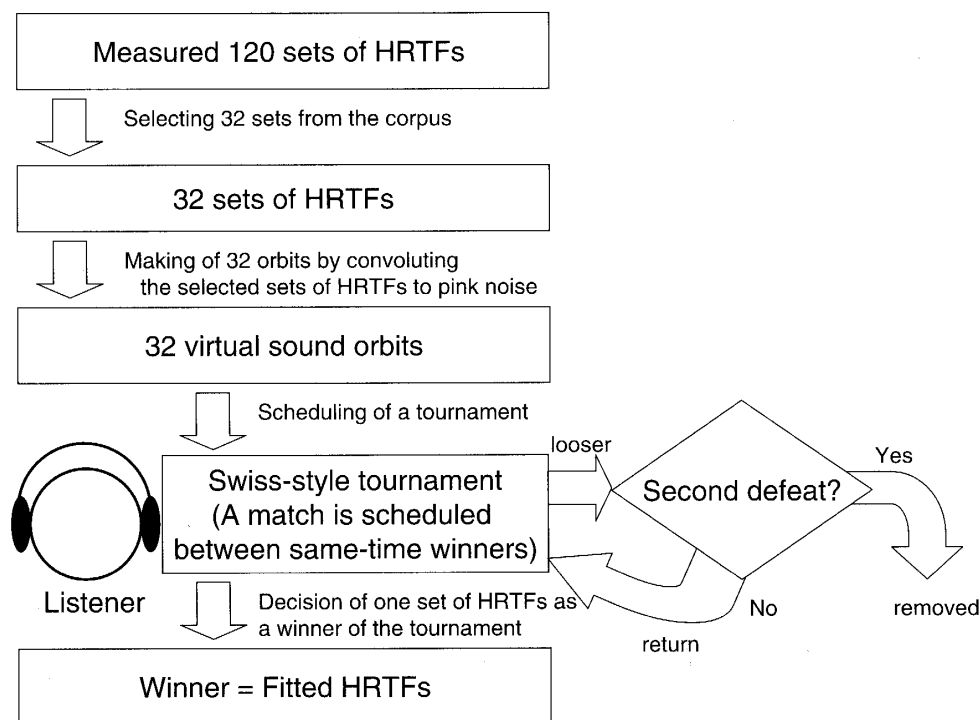 Measured 120 sets of HRTFs
Selecting 32 sets from the corpus
32 sets of HRTFs
Making of 32 orbits by convoluting
the selected sets of HRTFs to pink noise
32 virtual sound orbits
Scheduling of a tournament
looser
Yes
Swiss-style tournament
(A match is scheduled
between same-time winners)
Second defeat?
Listener
Decision of one set of HRTFs as
a winner of the tournament
No
removed
return
Winner = Fitted HRTFs